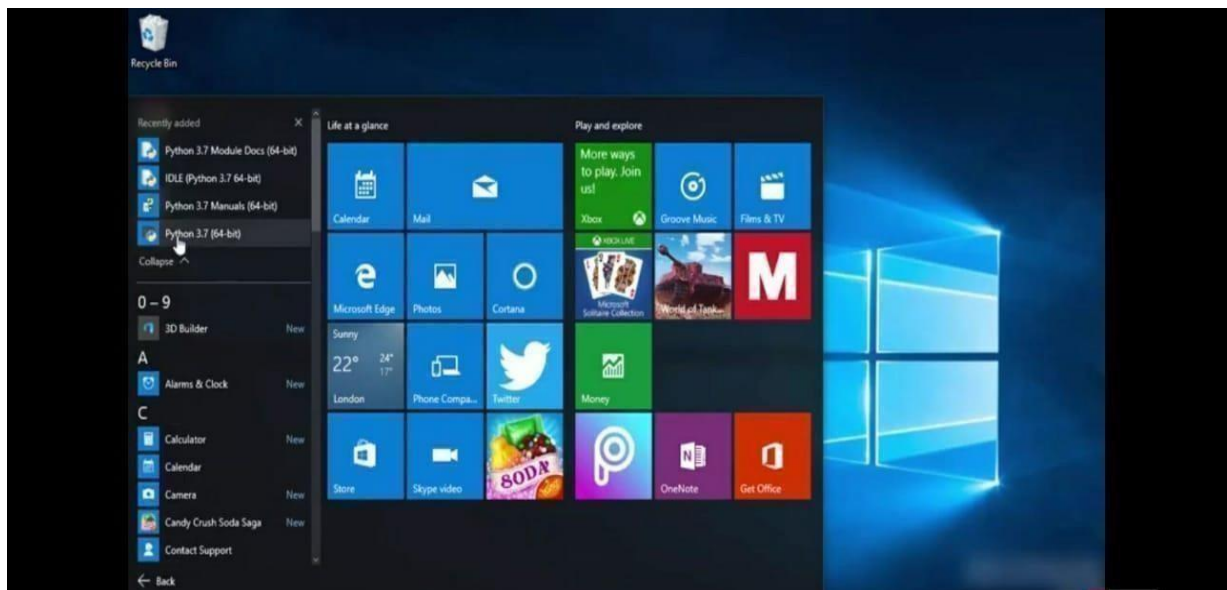 Recycle Bin
Recently added
Python 3.7 Module Docs (64-bit)
IDLE (Python 3.7 64-bit)
Python 3.7 Manuals (64-bit)
Python 3.7 (64-bit)
Collapse
0 – 9
3D Builder New
A
Alarms & Clock New
C
Calculator New
Calendar
Camera New
Candy Crush Soda Saga New
Contact Support
Back
Life at a glance
Calendar
Mail
Microsoft Edge
Photos
Cortana
Sunny
22° 24°
17°
London
Phone Compa...
Twitter
Store
Skype video
SODA
Play and explore
More ways
to play. Join
us!
Xbox
Groove Music
Films & TV
XBOX LIVE
Microsoft
Solitaire Collection
World of Tank...
M
Money
OneNote
Get Office